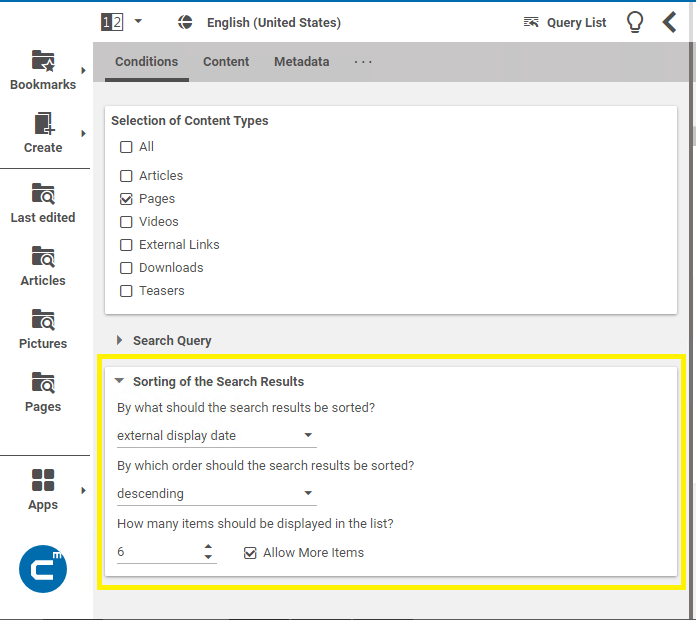 12
English (United States)
Query List
Bookmarks
Create
Last edited
Articles
Pictures
Pages
Apps
m
Conditions
Content
Metadata
...
Selection of Content Types
All
Articles
Pages
Videos
External Links
Downloads
Teasers
Search Query
Sorting of the Search Results
By what should the search results be sorted?
external display date
By which order should the search results be sorted?
descending
How many items should be displayed in the list?
6
Allow More Items